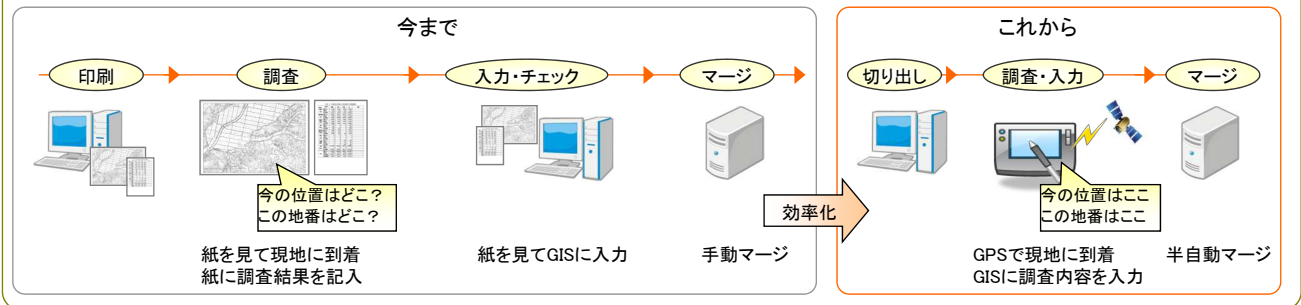 今まで
印刷
調査
入力・チェック
マージ
今の位置はどこ?
この地番はどこ?
紙を見て現地に到着
紙に調査結果を記入
紙を見てGISに入力
手動マージ
効率化
これから
切り出し
調査・入力
マージ
今の位置はここ
この地番はここ
GPSで現地に到着
GISに調査内容を入力
半自動マージ